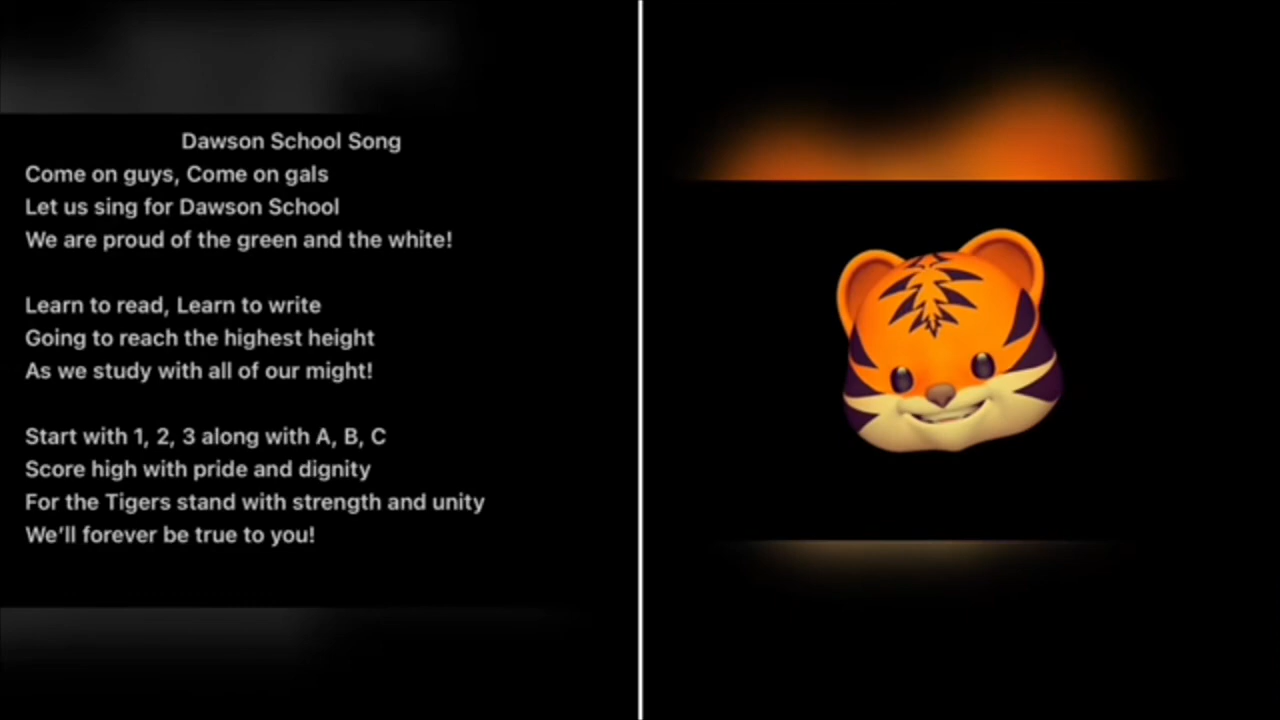 Dawson School Song
Come on guys, Come on gals
Let us sing for Dawson School
We are proud of the green and the white!
Learn to read, Learn to write
Going to reach the highest height
As we study with all of our might!
Start with 1, 2, 3 along with A, B, C
Score high with pride and dignity
For the Tigers stand with strength and unity
We’ll forever be true to you!